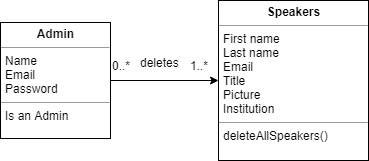 Admin
Name
Email
Password
Is an Admin
0..* deletes 1..*
Speakers
First name
Last name
Email
Title
Picture
Institution
deleteAllSpeakers()